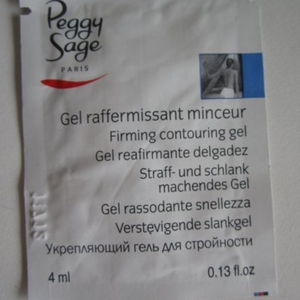 Peggy
Sage
PARIS
Gel raffermissant minceur
Firming contouring gel
Gel reafirmante delgadez
Straff- und schlank
machendes Gel
Gel rassodante snellezza
Verstevigende slankgel
Укрепляющий гель для стройности
4 ml 0.13 fl.oz